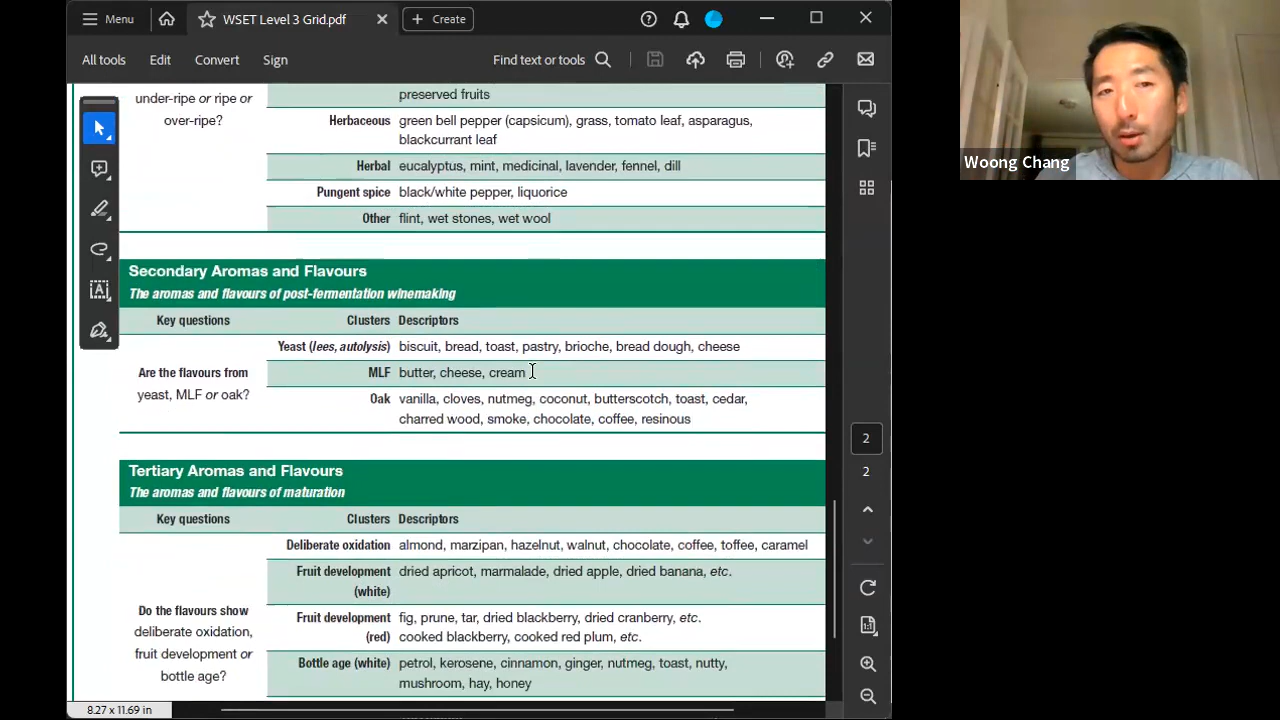 Menu
WSET Level 3 Grid.pdf
Create
All tools
Edit
Convert
Sign
Find text or tools
under-ripe or ripe or
over-ripe?
preserved fruits
Herbaceous green bell pepper (capsicum), grass, tomato leaf, asparagus,
blackcurrant leaf
Herbal eucalyptus, mint, medicinal, lavender, fennel, dill
Pungent spice black/white pepper, liquorice
Other flint, wet stones, wet wool
Secondary Aromas and Flavours
The aromas and flavours of post-fermentation winemaking
Key questions Clusters Descriptors
Are the flavours from
yeast, MLF or oak?
Yeast (lees, autolysis) biscuit, bread, toast, pastry, brioche, bread dough, cheese
MLF butter, cheese, cream
Oak vanilla, cloves, nutmeg, coconut, butterscotch, toast, cedar,
charred wood, smoke, chocolate, coffee, resinous
Tertiary Aromas and Flavours
The aromas and flavours of maturation
Key questions Clusters Descriptors
Do the flavours show
deliberate oxidation,
fruit development or
bottle age?
Deliberate oxidation almond, marzipan, hazelnut, walnut, chocolate, coffee, toffee, caramel
Fruit development
(white)
dried apricot, marmalade, dried apple, dried banana, etc.
Fruit development
(red)
fig, prune, tar, dried blackberry, dried cranberry, etc.
cooked blackberry, cooked red plum, etc.
Bottle age (white) petrol, kerosene, cinnamon, ginger, nutmeg, toast, nutty,
mushroom, hay, honey
2
2
1:1
8.27 x 11.69 in
Woong Chang